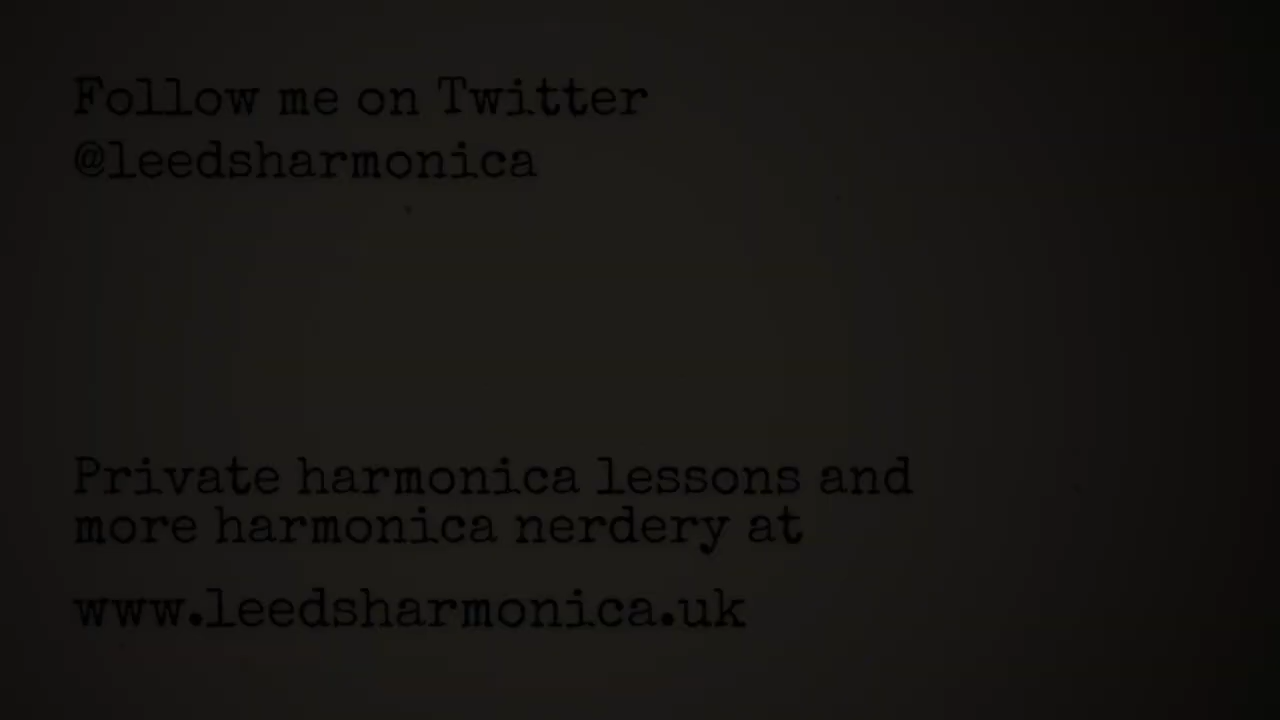 Follow me on Twitter
@leedsharmonica
Private harmonica lessons and
more harmonica nerdery at
www.leedsharmonica.uk